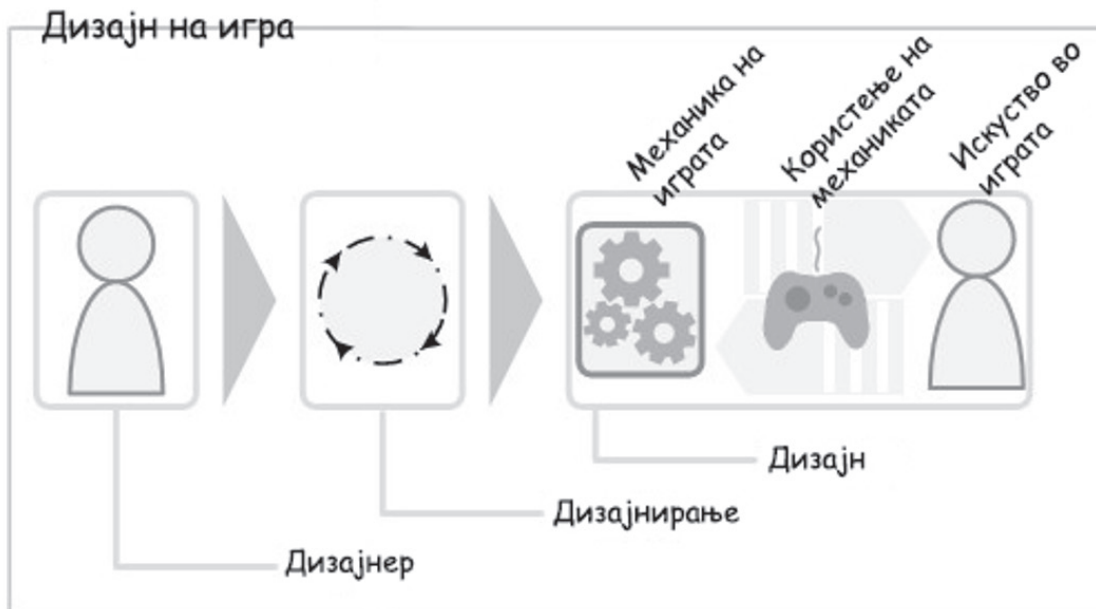 Дизајн на игра
Механика на
играта
Користење на
механиката
Искуство во
играта
Дизајн
Дизајнирање
Дизајнер